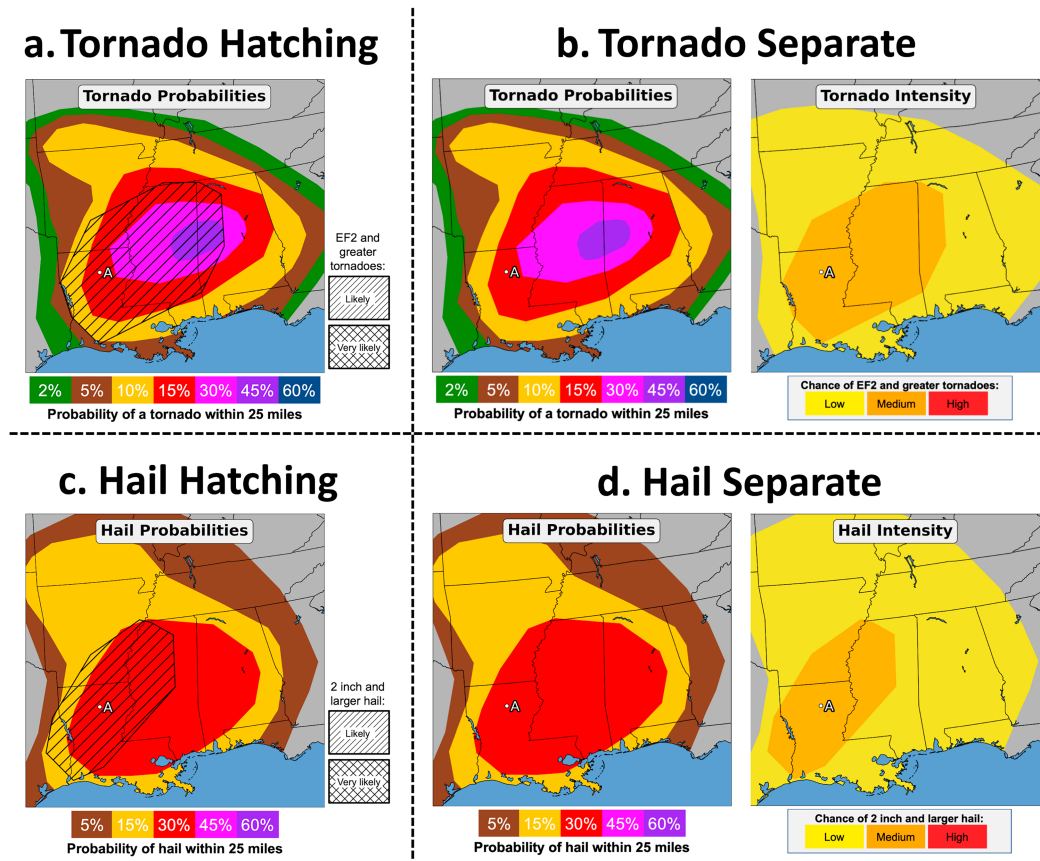 a. Tornado Hatching
Tornado Probabilities
A
EF2 and
greater
tornadoes:
Likely
Very likely
2% 5% 10% 15% 30% 45% 60%
Probability of a tornado within 25 miles
b. Tornado Separate
Tornado Probabilities
A
2% 5% 10% 15% 30% 45% 60%
Probability of a tornado within 25 miles
Tornado Intensity
A
Chance of EF2 and greater tornadoes:
Low Medium High
c. Hail Hatching
Hail Probabilities
A
2 inch and
larger hail:
Likely
Very likely
5% 15% 30% 45% 60%
Probability of hail within 25 miles
d. Hail Separate
Hail Probabilities
A
5% 15% 30% 45% 60%
Probability of hail within 25 miles
Hail Intensity
A
Chance of 2 inch and larger hail:
Low Medium High